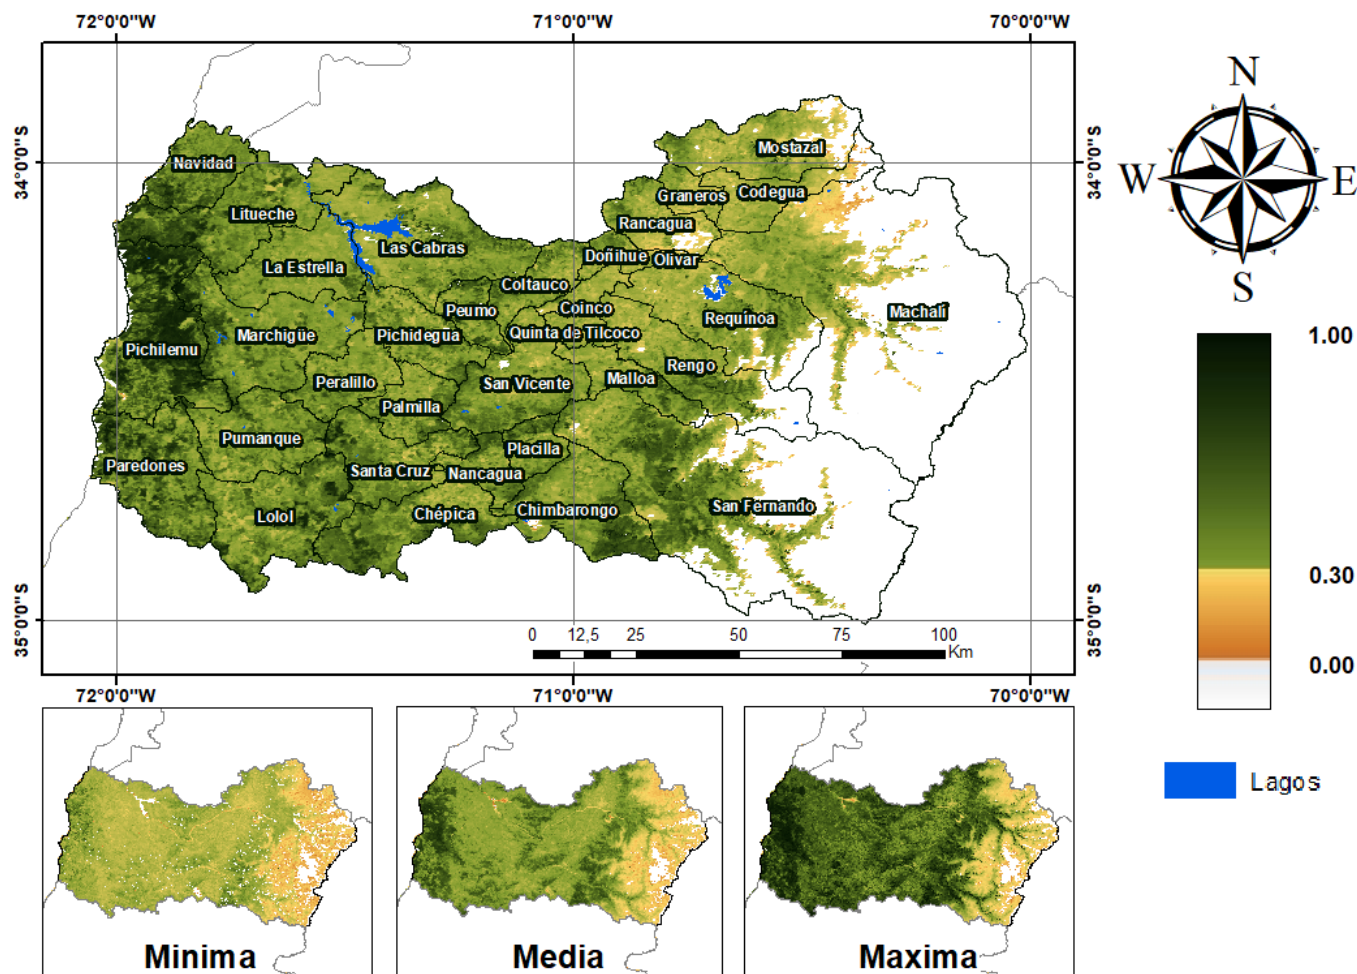 72°0'0"W 71°0'0"W 70°0'0"W
N
34°0'0"S
34°0'0"S
W
E
S
Mostazal
Navidad
Graneros
Codegua
Litueche
Rancagua
Las Cabras
Doñihue
Olivar
La Estrella
Coltauco
Peumo
Coinco
Machalí
Requínoa
Marchigüe
Pichidegua
Quinta de Tilcoco
Pichilemu
Rengo
Peralillo
San Vicente
Malloa
Palmilla
Pumanque
Placilla
Paredones
Santa Cruz
Nancagua
San Fernando
Lolol
Chépica
Chimbarongo
35°0'0"S
35°0'0"S
0 12,5 25 50 75 100
Km
72°0'0"W 71°0'0"W 70°0'0"W
1.00
0.30
0.00
Lagos
Minima
Media
Maxima